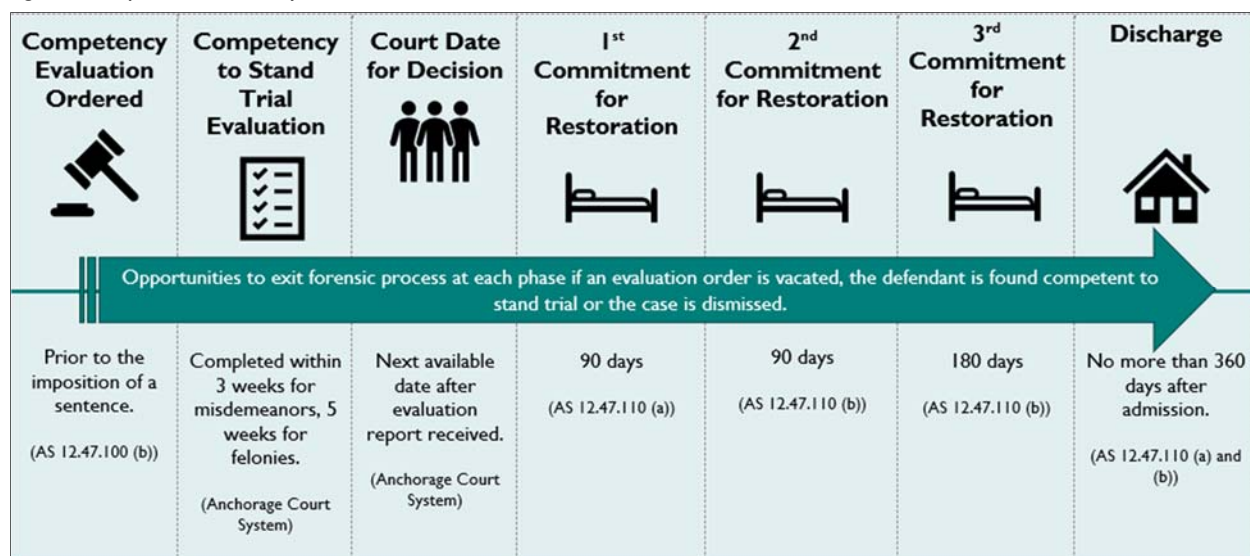 Competency
Evaluation
Ordered
Competency
to Stand
Trial
Evaluation
Court Date
for Decision
1st
Commitment
for
Restoration
2nd
Commitment
for Restoration
3rd
Commitment
for
Restoration
Discharge
Opportunities to exit forensic process at each phase if an evaluation order is vacated, the defendant is found competent to
stand trial or the case is dismissed.
Prior to the
imposition of a
sentence.
(AS 12.47.100 (b))
Completed within
3 weeks for
misdemeanors, 5
weeks for
felonies.
(Anchorage Court
System)
Next available
date after
evaluation
report received.
(Anchorage Court
System)
90 days
(AS 12.47.110 (a))
90 days
(AS 12.47.110 (b))
180 days
(AS 12.47.110 (b))
No more than 360
days after
admission.
(AS 12.47.110 (a) and
(b))